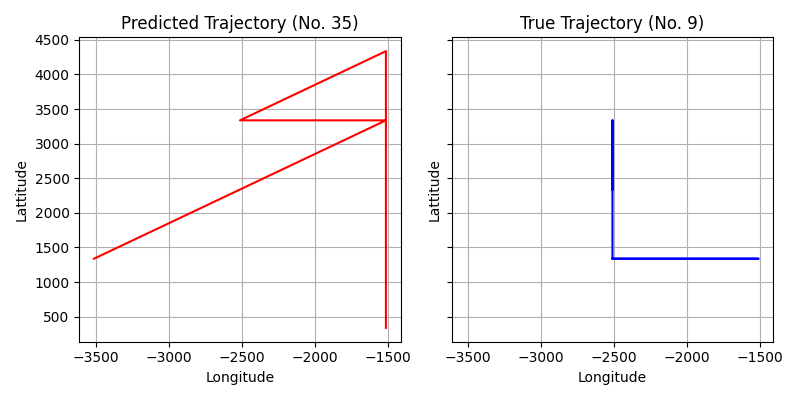 Predicted Trajectory (No. 35)
True Trajectory (No. 9)
4500
4000
3500
3000
2500
2000
1500
1000
500
Lattitude
Lattitude
−3500 −3000 −2500 −2000 −1500
−3500 −3000 −2500 −2000 −1500
Longitude
Longitude